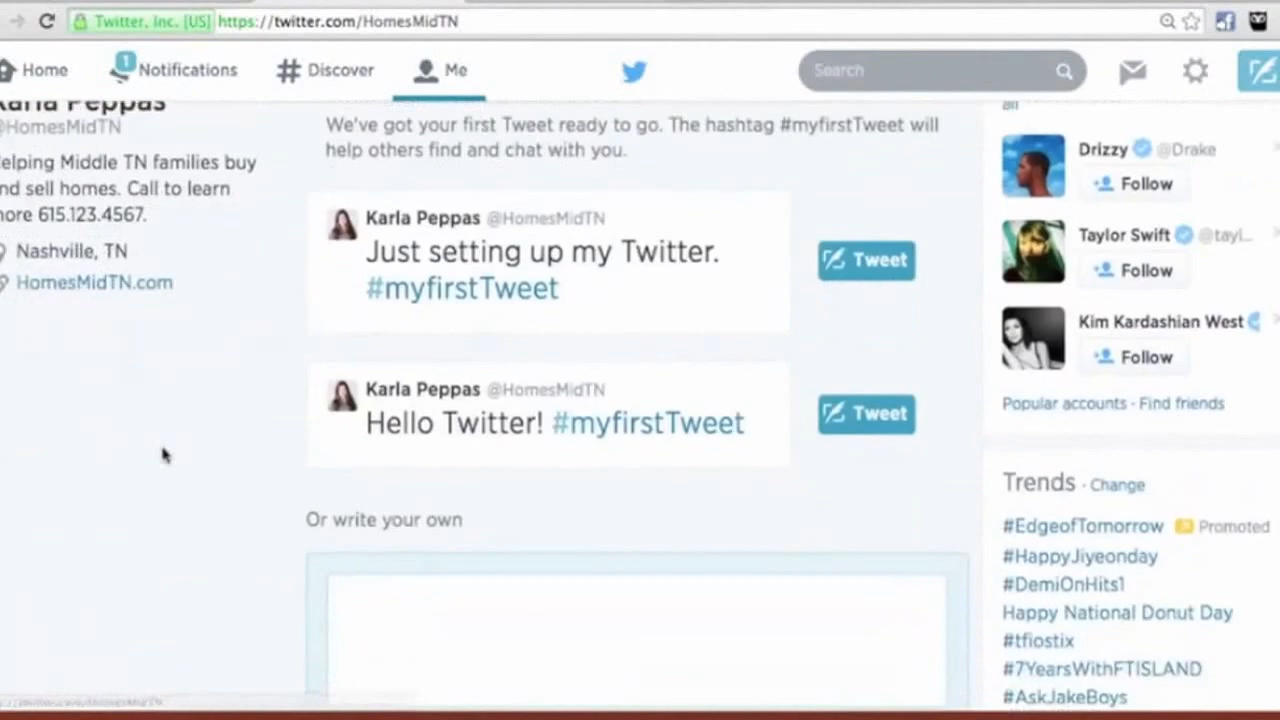 Twitter, Inc. [US] https://twitter.com/HomesMidTN
Home
1
Notifications
Discover
Me
Search
Karla Peppas
@HomesMidTN
elping Middle TN families buy
nd sell homes. Call to learn
ore 615.123.4567.
Nashville, TN
HomesMidTN.com
We've got your first Tweet ready to go. The hashtag #myfirstTweet will
help others find and chat with you.
Karla Peppas @HomesMidTN
Just setting up my Twitter.
#myfirstTweet
Tweet
Karla Peppas @HomesMidTN
Hello Twitter! #myfirstTweet
Tweet
Or write your own
all
Drizzy @Drake
Follow
Taylor Swift @tayl...
Follow
Kim Kardashian West
Follow
Popular accounts · Find friends
Trends · Change
#EdgeofTomorrow Promoted
#HappyJiyeonday
#DemiOnHits1
Happy National Donut Day
#tfiostix
#7YearsWithFTISLAND
#AskJakeBoys